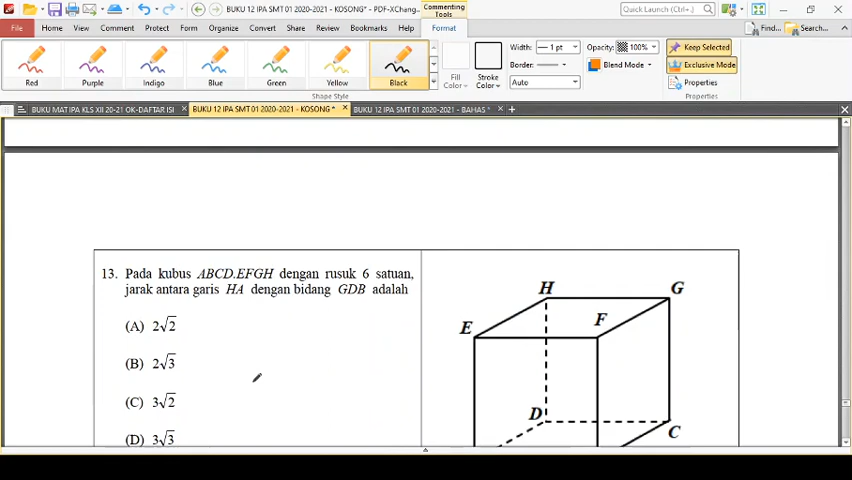 BUKU 12 IPA SMT 01 2020-2021 - KOSONG* - PDF-XChang
Commenting Tools
Quick Launch (Ctrl+.)
File Home Convert Edit View Comment Protect Form Organize Convert Share Review Bookmarks Help Format
Find... Search...
Red
Purple
Indigo
Blue
Green
Yellow
Black
Shape Style
Fill Color
Stroke Color
Width: 1 pt
Border:
Auto
Opacity: 100%
Blend Mode
Keep Selected
Exclusive Mode
Properties
Properties
BUKU MAT IPA KLS XII 20-21 OK-DAFTAR ISI
BUKU 12 IPA SMT 01 2020-2021 - KOSONG *
BUKU 12 IPA SMT 01 2020-2021 - BAHAS *
13. Pada kubus ABCD.EFGH dengan rusuk 6 satuan,
jarak antara garis HA dengan bidang GDB adalah
(A) 2√2
(B) 2√3
(C) 3√2
(D) 3√3
H
G
E
F
D
C